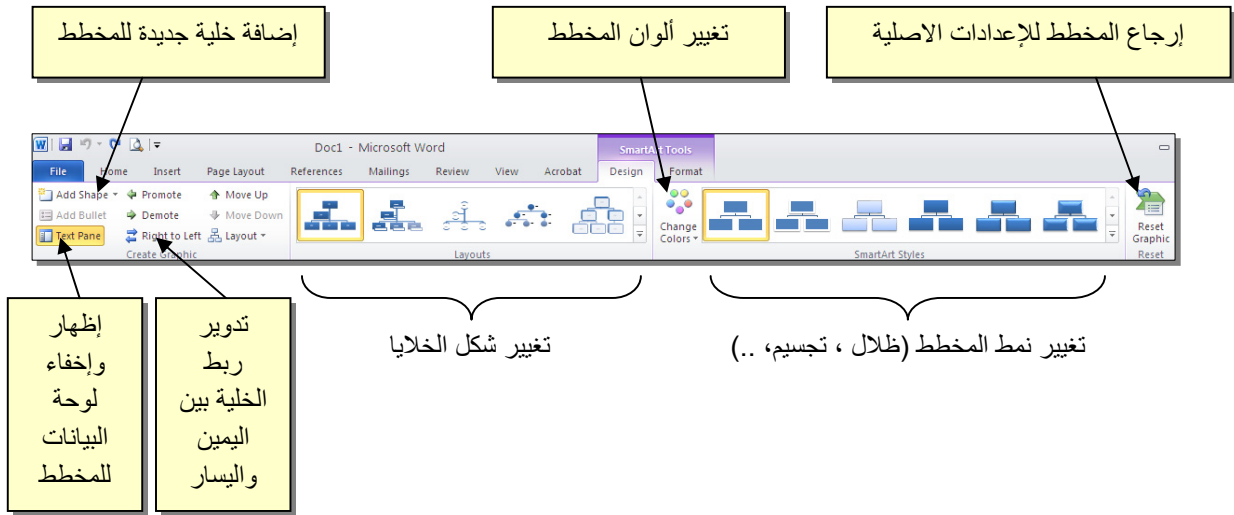 إضافة خلية جديدة للمخطط
تغيير ألوان المخطط
إرجاع المخطط للإعدادات الاصلية
Doc1 - Microsoft Word
SmartArt Tools
File Home Insert Page Layout References Mailings Review View Acrobat Design Format
Add Shape Promote Move Up
Add Bullet Demote Move Down
Text Pane Right to Left Layout
Change
Colors
Reset
Graphic
Create Graphic Layouts SmartArt Styles Reset
إظهار
وإخفاء
لوحة
البيانات
للمخطط
تدوير
ربط
الخلية بين
اليمين
واليسار
تغيير شكل الخلايا
تغيير نمط المخطط (ظلال ، تجسيم، ..)